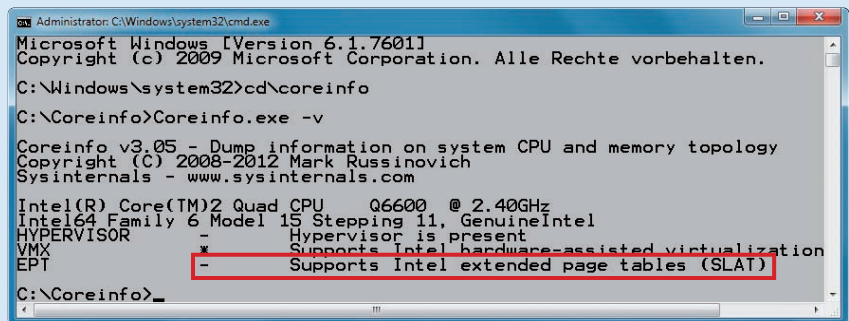 Administrator: C:\Windows\system32\cmd.exe
Microsoft Windows [Version 6.1.7601]
Copyright (c) 2009 Microsoft Corporation. Alle Rechte vorbehalten.
C:\Windows\system32>cd\coreinfo
C:\Coreinfo>Coreinfo.exe -v
Coreinfo v3.05 - Dump information on system CPU and memory topology
Copyright (C) 2008-2012 Mark Russinovich
Sysinternals - www.sysinternals.com
Intel(R) Core(TM)2 Quad CPU    Q6600  @ 2.40GHz
Intel64 Family 6 Model 15 Stepping 11, GenuineIntel
HYPERVISOR      -       Hypervisor is present
VMX             *       Supports Intel hardware-assisted virtualization
EPT             -       Supports Intel extended page tables (SLAT)
C:\Coreinfo>_